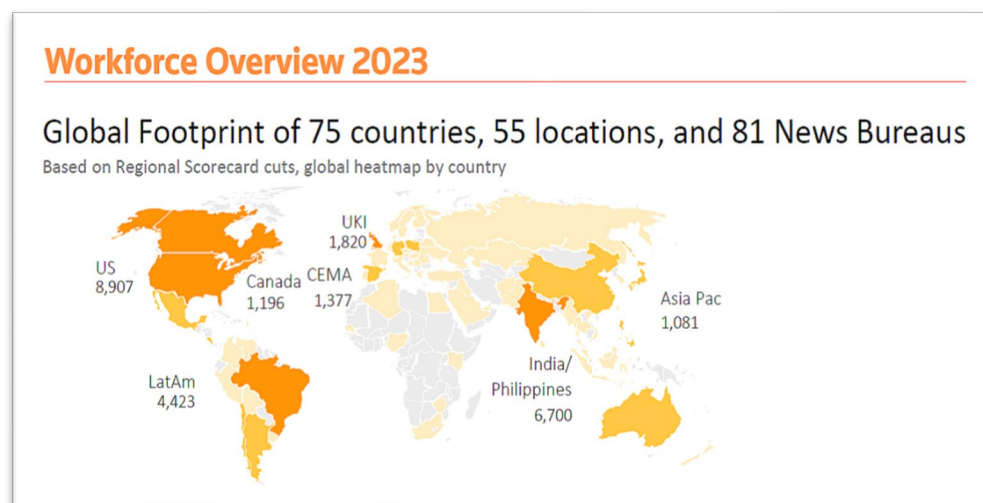 Workforce Overview 2023
Global Footprint of 75 countries, 55 locations, and 81 News Bureaus
Based on Regional Scorecard cuts, global heatmap by country
UKI
1,820
US
8,907
Canada
1,196
CEMA
1,377
Asia Pac
1,081
India/
Philippines
6,700
LatAm
4,423